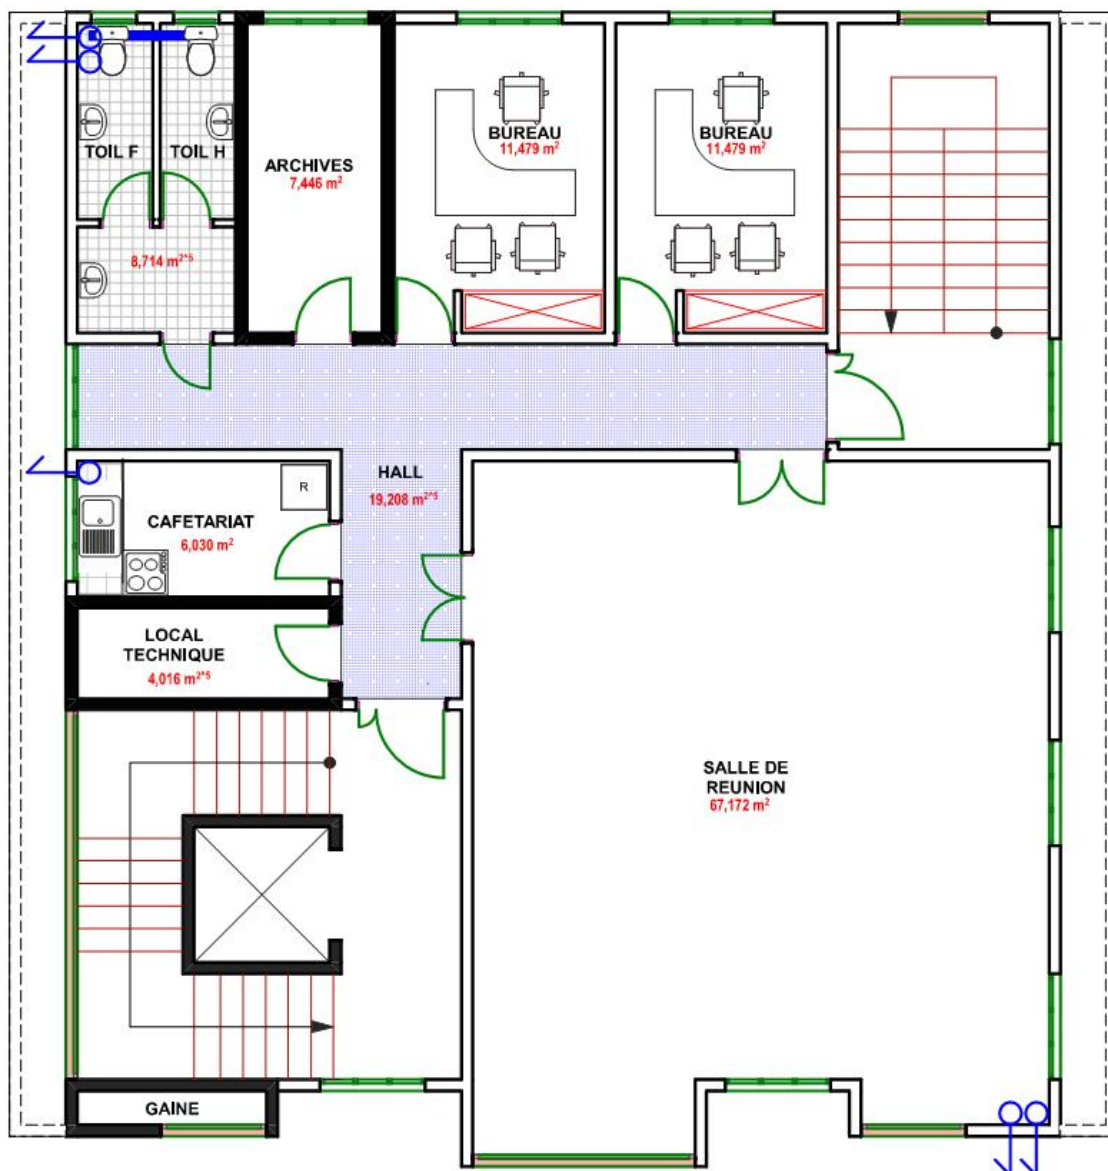 TOIL F
TOIL H
8,714 m²*5
ARCHIVES
7,446 m²
BUREAU
11,479 m²
BUREAU
11,479 m²
HALL
19,208 m²*5
R
CAFETARIAT
6,030 m²
LOCAL
TECHNIQUE
4,016 m²*5
SALLE DE
REUNION
67,172 m²
GAINE